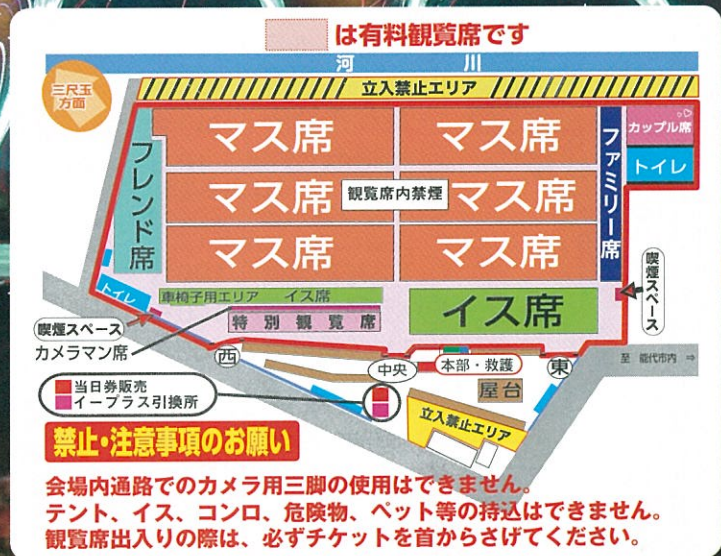 は有料観覧席です
河川
三尺玉
方面
立入禁止エリア
マス席
マス席
フレンド席
ファミリー席
カップル席
トイレ
マス席
観覧席内禁煙
マス席
マス席
マス席
喫煙スペース
トイレ
車椅子用エリア
イス席
イス席
特別観覧席
喫煙スペース
カメラマン席
西
中央
本部・救護
東
至 能代市内 ⇒
屋台
当日券販売
イープラス引換所
立入禁止エリア
禁止・注意事項のお願い
会場内通路でのカメラ用三脚の使用はできません。
テント、イス、コンロ、危険物、ペット等の持込はできません。
観覧席出入りの際は、必ずチケットを首からさげてください。